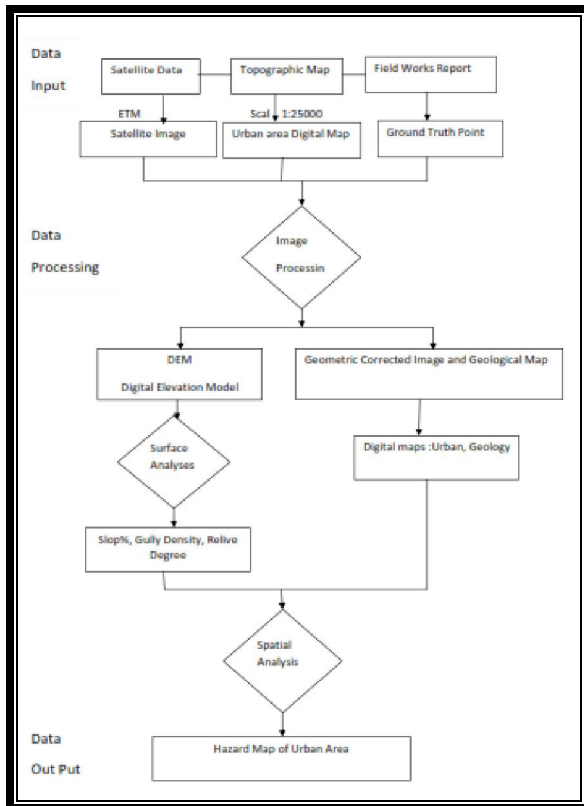 Data
Input
Satellite Data
Topographic Map
Field Works Report
ETM
Scal 1:25000
Satellite Image
Urban area Digital Map
Ground Truth Point
Data
Processing
Image
Processin
DEM
Digital Elevation Model
Geometric Corrected Image and Geological Map
Surface
Analyses
Digital maps :Urban, Geology
Slop%, Gully Density, Relive
Degree
Spatial
Analysis
Data
Out Put
Hazard Map of Urban Area